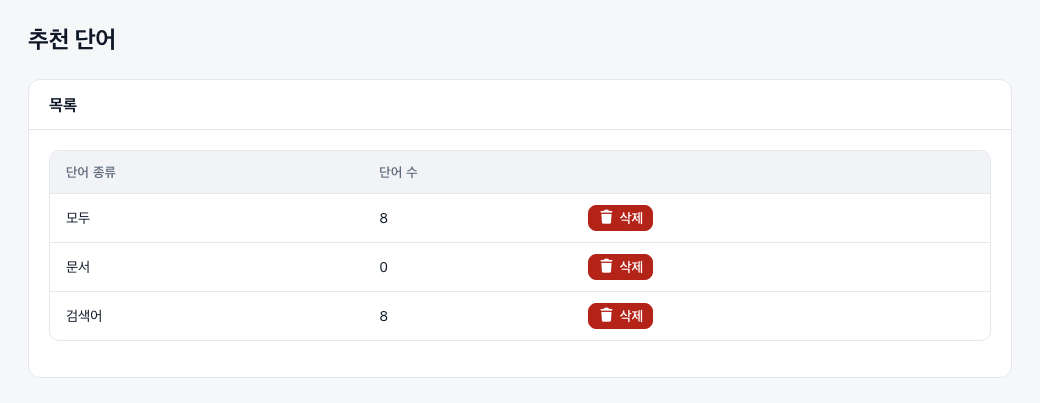 추천 단어
목록
단어 종류 단어 수
모두 8 삭제
문서 0 삭제
검색어 8 삭제